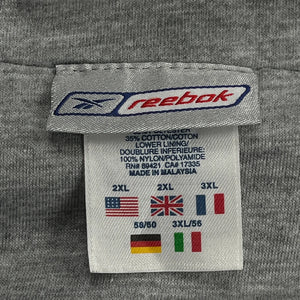 reebok
35% COTTON/COTON
LOWER LINING/
DOUBLURE INFERIEURE:
100% NYLON/POLYAMIDE
RN# 89421 CA# 17335
MADE IN MALAYSIA
2XL 2XL 3XL
58/60 3XL/56